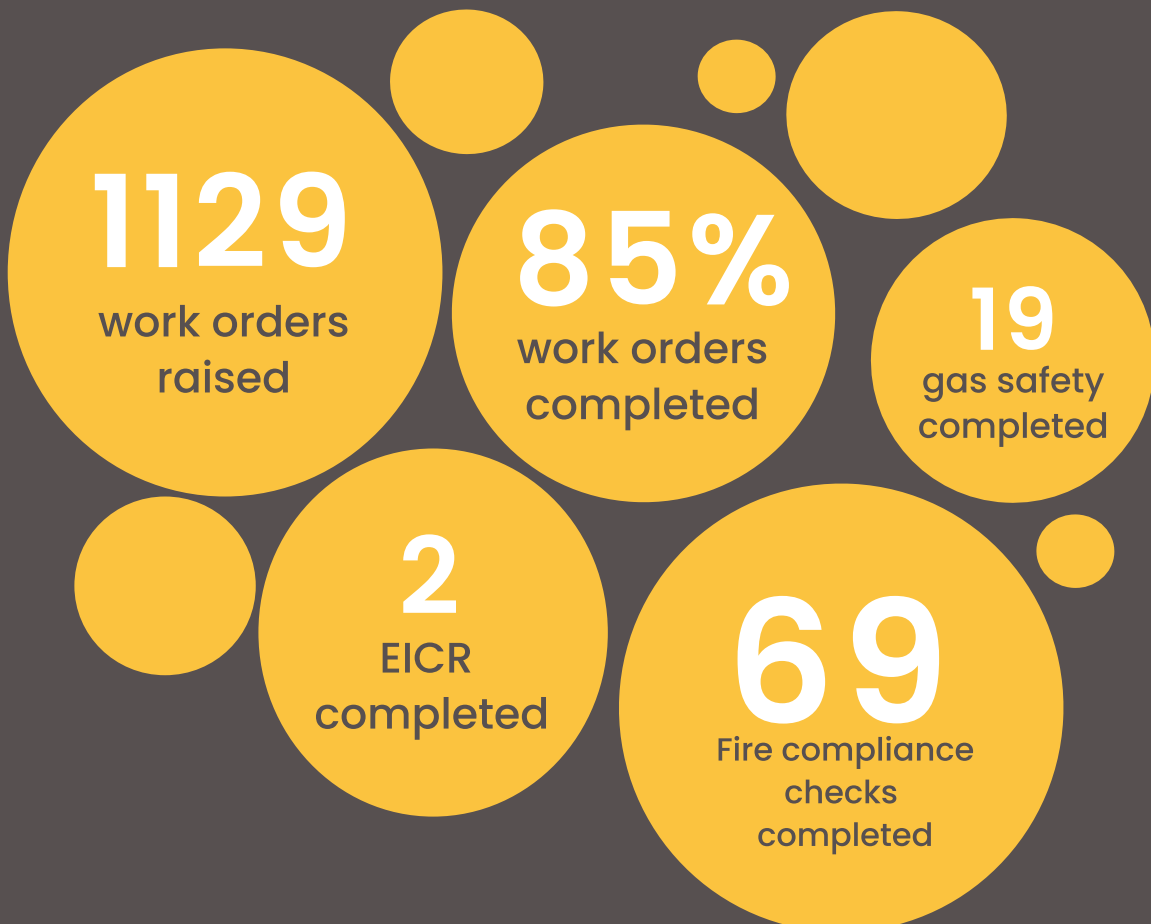 1129
work orders
raised
85%
work orders
completed
19
gas safety
completed
2
EICR
completed
69
Fire compliance
checks
completed